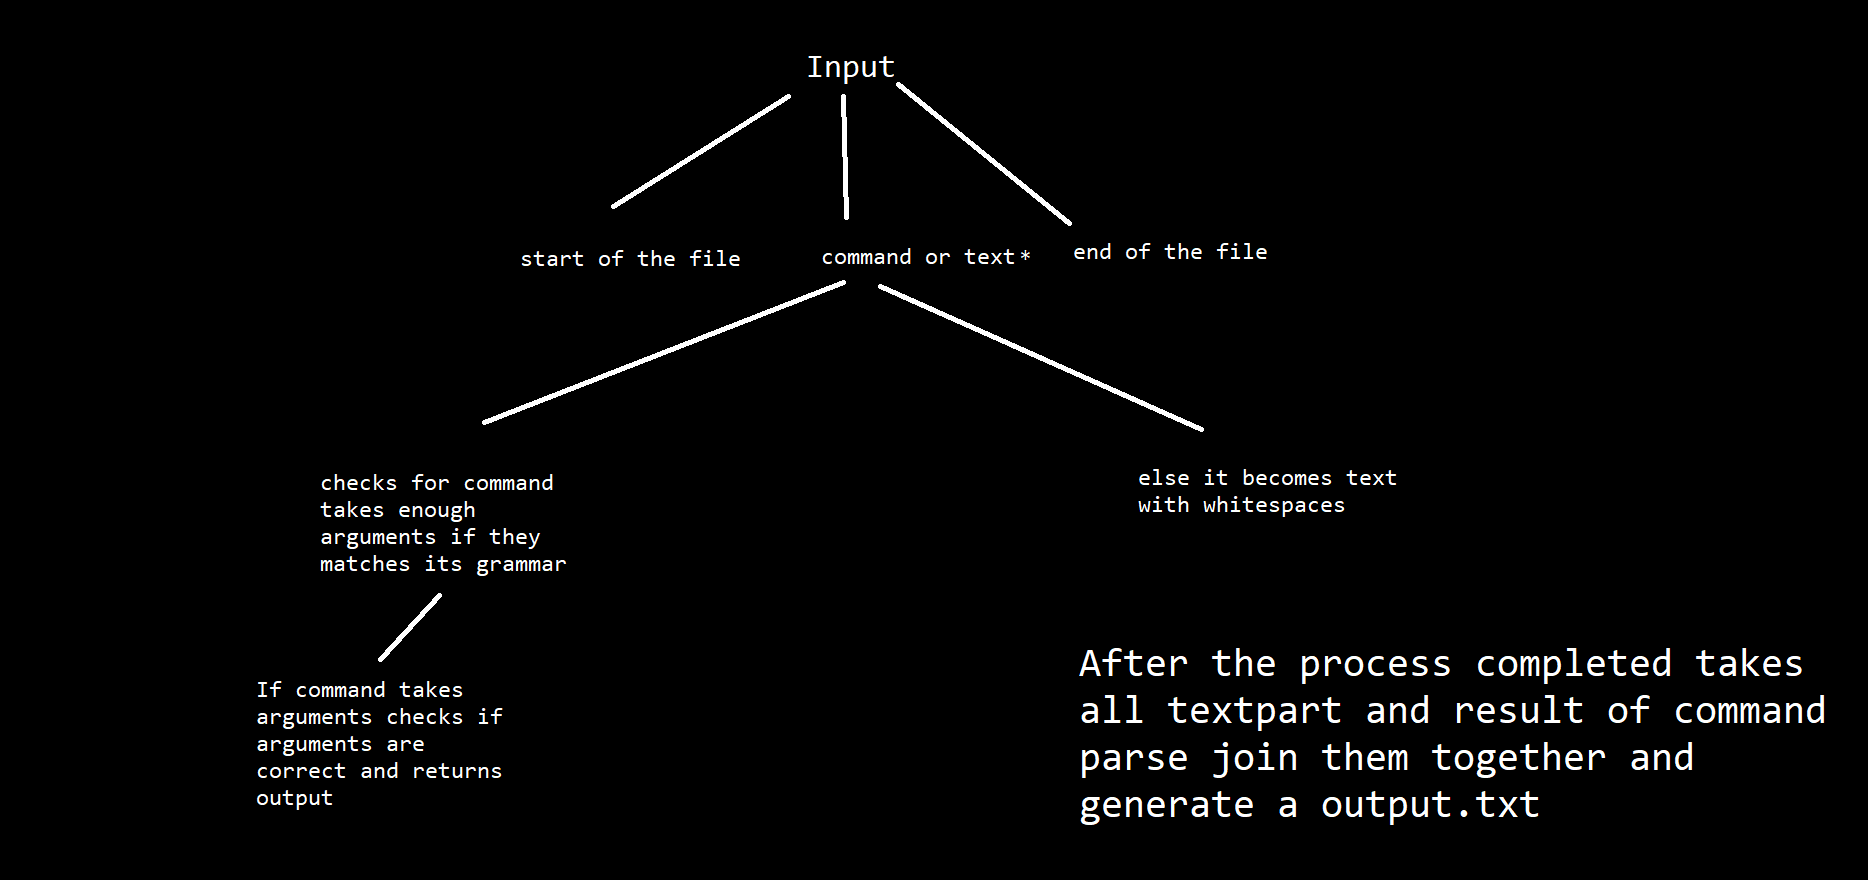 Input
start of the file
command or text*
end of the file
checks for command
takes enough
arguments if they
matches its grammar
else it becomes text
with whitespaces
If command takes
arguments checks if
arguments are
correct and returns
output
After the process completed takes
all textpart and result of command
parse join them together and
generate a output.txt